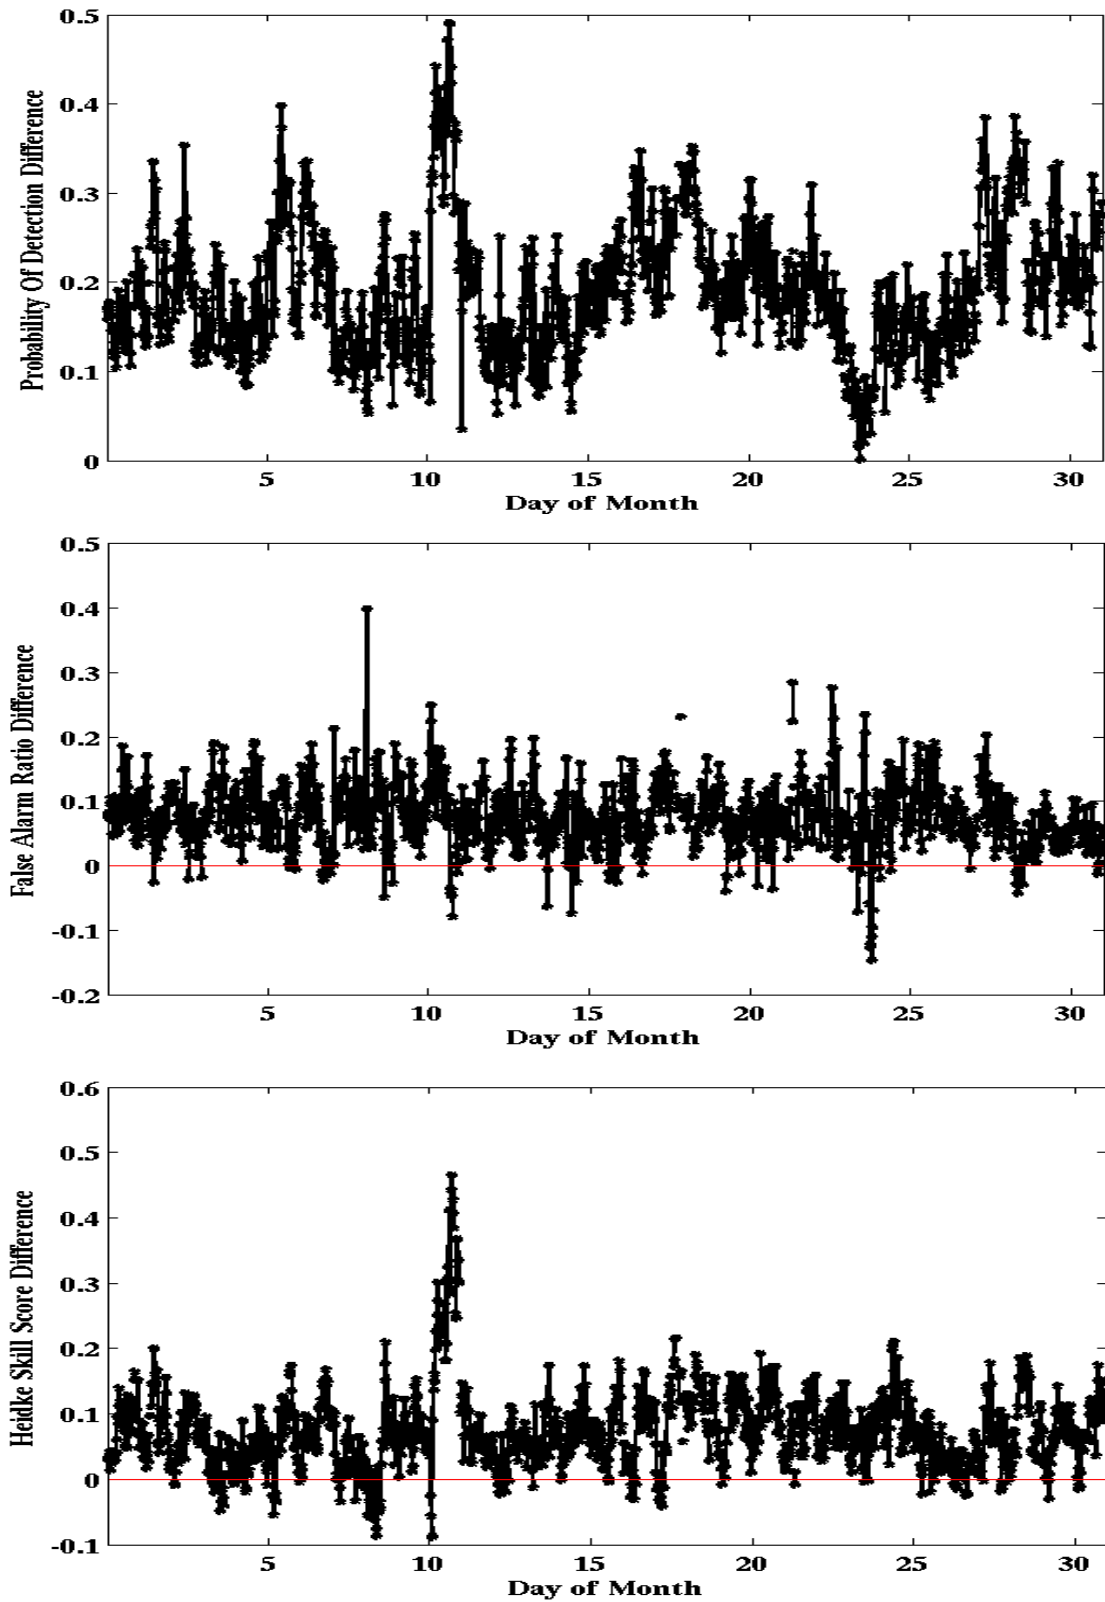 Probability Of Detection Difference
0.5
0.4
0.3
0.2
0.1
0
5 10 15 20 25 30
Day of Month
False Alarm Ratio Difference
0.5
0.4
0.3
0.2
0.1
0
-0.1
-0.2
5 10 15 20 25 30
Day of Month
Heidke Skill Score Difference
0.6
0.5
0.4
0.3
0.2
0.1
0
-0.1
5 10 15 20 25 30
Day of Month